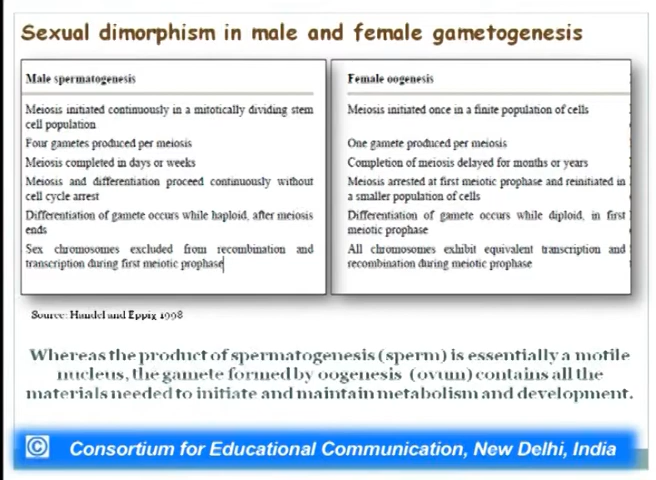 Sexual dimorphism in male and female gametogenesis
Male spermatogenesis
Meiosis initiated continuously in a mitotically dividing stem
cell population
Four gametes produced per meiosis
Meiosis completed in days or weeks
Meiosis and differentiation proceed continuously without
cell cycle arrest
Differentiation of gamete occurs while haploid, after meiosis
ends
Sex chromosomes excluded from recombination and
transcription during first meiotic prophase
Female oogenesis
Meiosis initiated once in a finite population of cells
One gamete produced per meiosis
Completion of meiosis delayed for months or years
Meiosis arrested at first meiotic prophase and reinitiated in
a smaller population of cells
Differentiation of gamete occurs while diploid, in first
meiotic prophase
All chromosomes exhibit equivalent transcription and
recombination during meiotic prophase
Source: Handel and Eppig 1998
Whereas the product of spermatogenesis (sperm) is essentially a motile
nucleus, the gamete formed by oogenesis (ovum) contains all the
materials needed to initiate and maintain metabolism and development.
© Consortium for Educational Communication, New Delhi, India